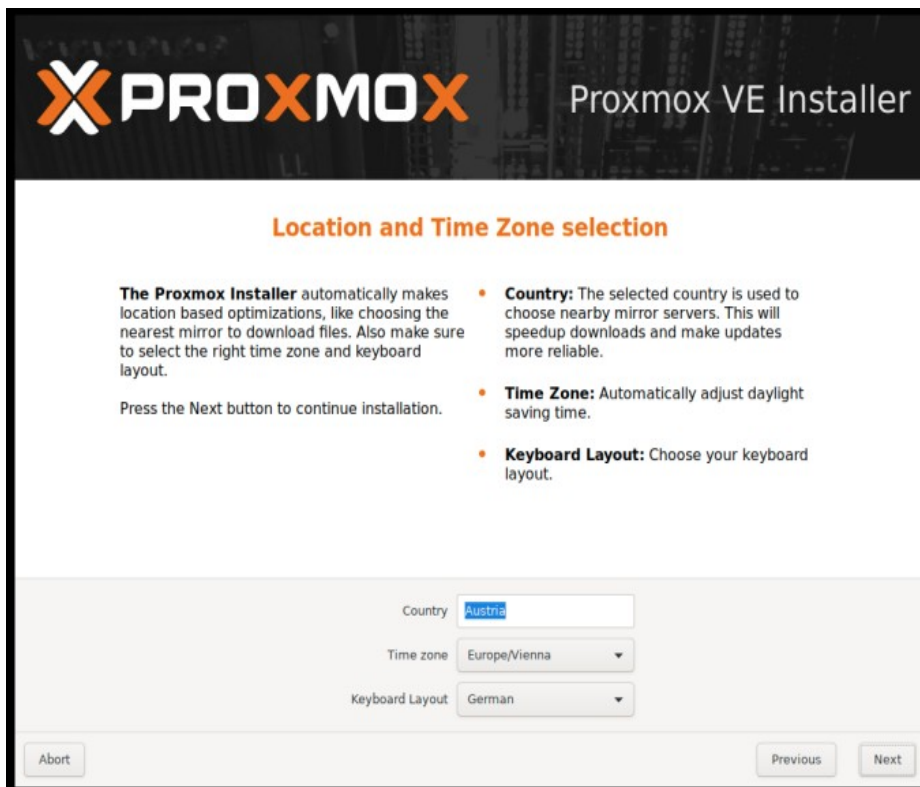 PROXMOX
Proxmox VE Installer
Location and Time Zone selection
The Proxmox Installer automatically makes
location based optimizations, like choosing the
nearest mirror to download files. Also make sure
to select the right time zone and keyboard
layout.
Press the Next button to continue installation.
• Country: The selected country is used to
choose nearby mirror servers. This will
speedup downloads and make updates
more reliable.
• Time Zone: Automatically adjust daylight
saving time.
• Keyboard Layout: Choose your keyboard
layout.
Country Austria
Time zone Europe/Vienna
Keyboard Layout German
Abort Previous Next